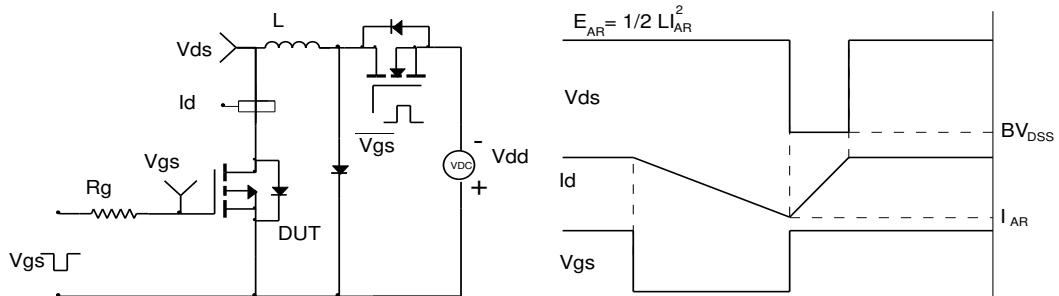 L
Vds
Id
Vgs
Vgs
Rg
VDC
-
+
Vdd
DUT
Vgs
E_AR = 1/2 LI_AR^2
Vds
BV_DSS
Id
I_AR
Vgs